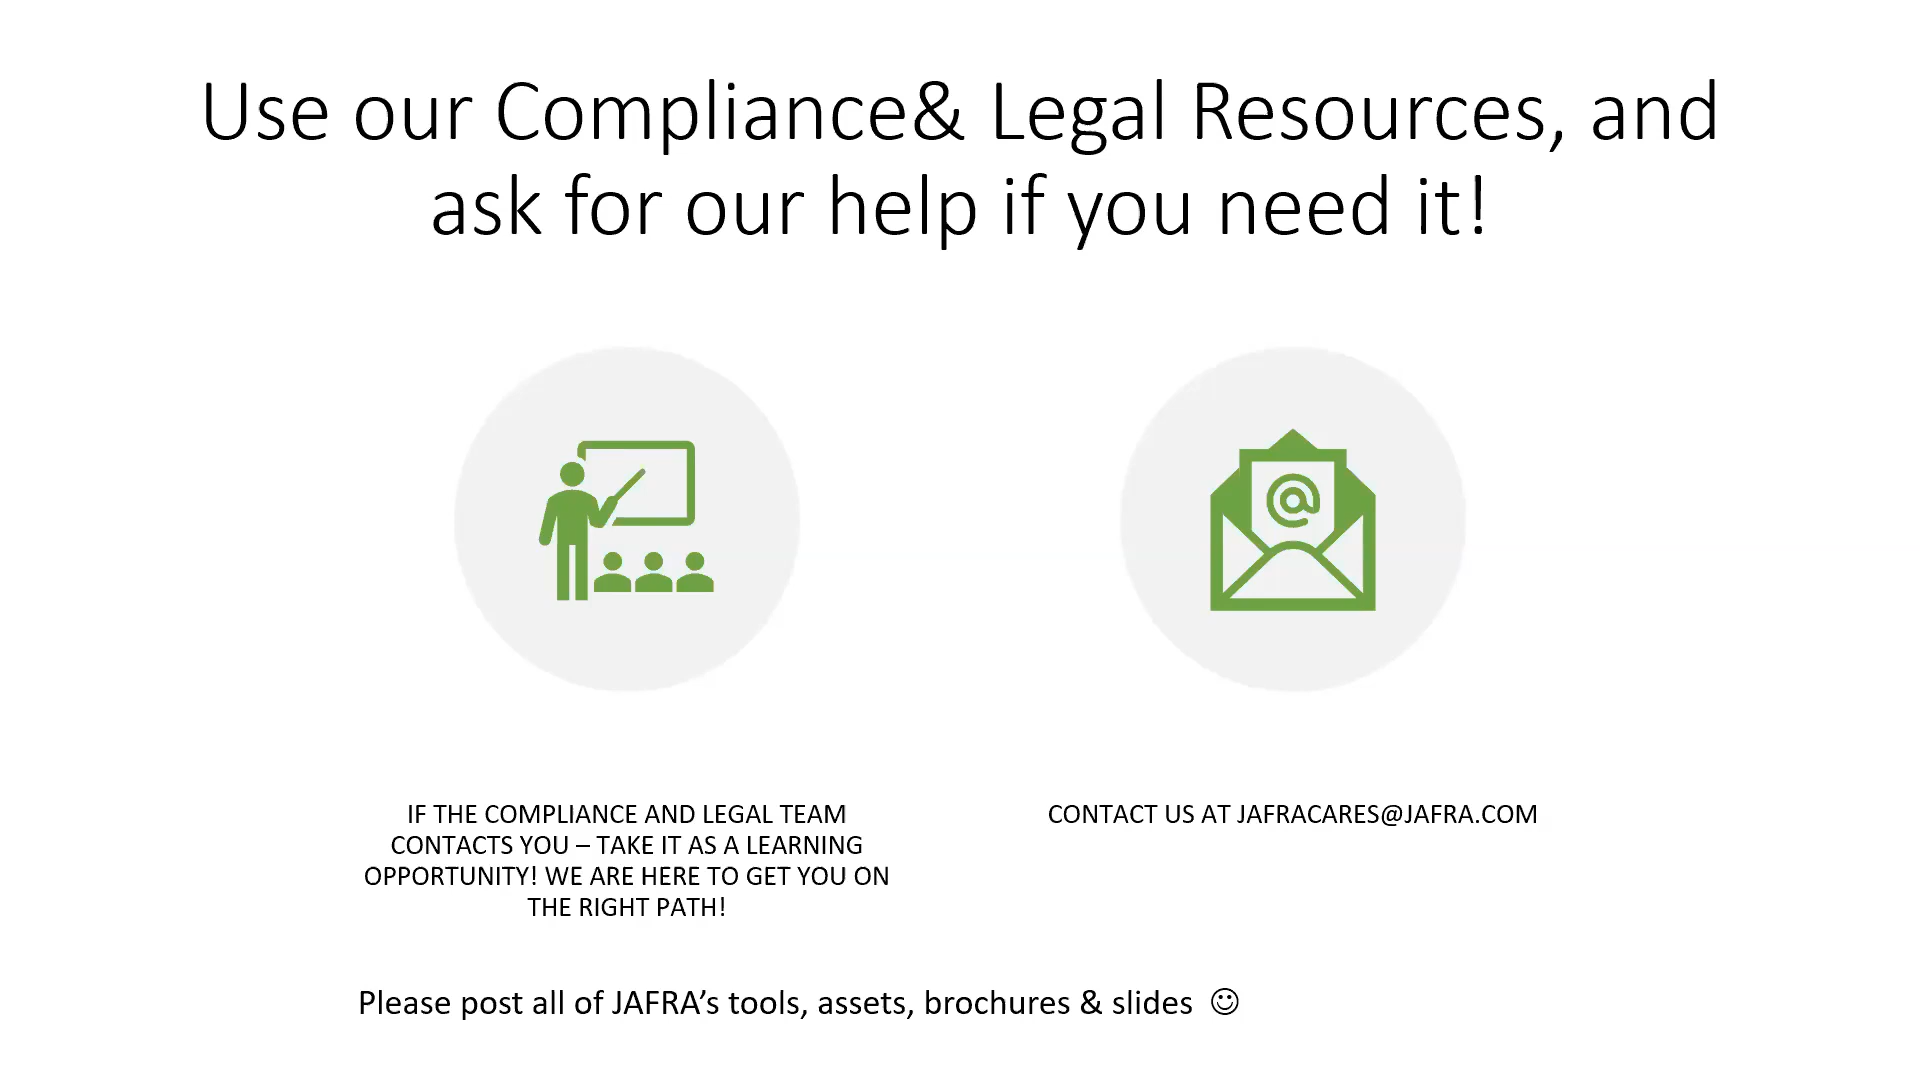 Use our Compliance& Legal Resources, and
ask for our help if you need it!
@
IF THE COMPLIANCE AND LEGAL TEAM
CONTACTS YOU – TAKE IT AS A LEARNING
OPPORTUNITY! WE ARE HERE TO GET YOU ON
THE RIGHT PATH!
CONTACT US AT JAFRACARES@JAFRA.COM
Please post all of JAFRA’s tools, assets, brochures & slides ☺